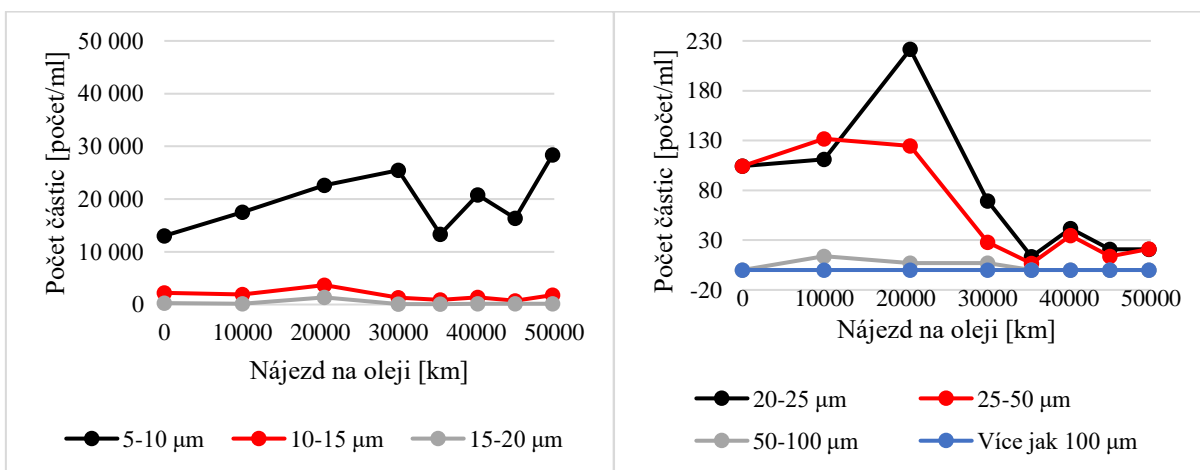 50 000
40 000
30 000
20 000
10 000
0
Počet částic [počet/ml]
0 10000 20000 30000 40000 50000
Nájezd na oleji [km]
5-10 μm 10-15 μm 15-20 μm
230
180
130
80
30
-20
Počet částic [počet/ml]
0 10000 20000 30000 40000 50000
Nájezd na oleji [km]
20-25 μm 25-50 μm
50-100 μm Více jak 100 μm